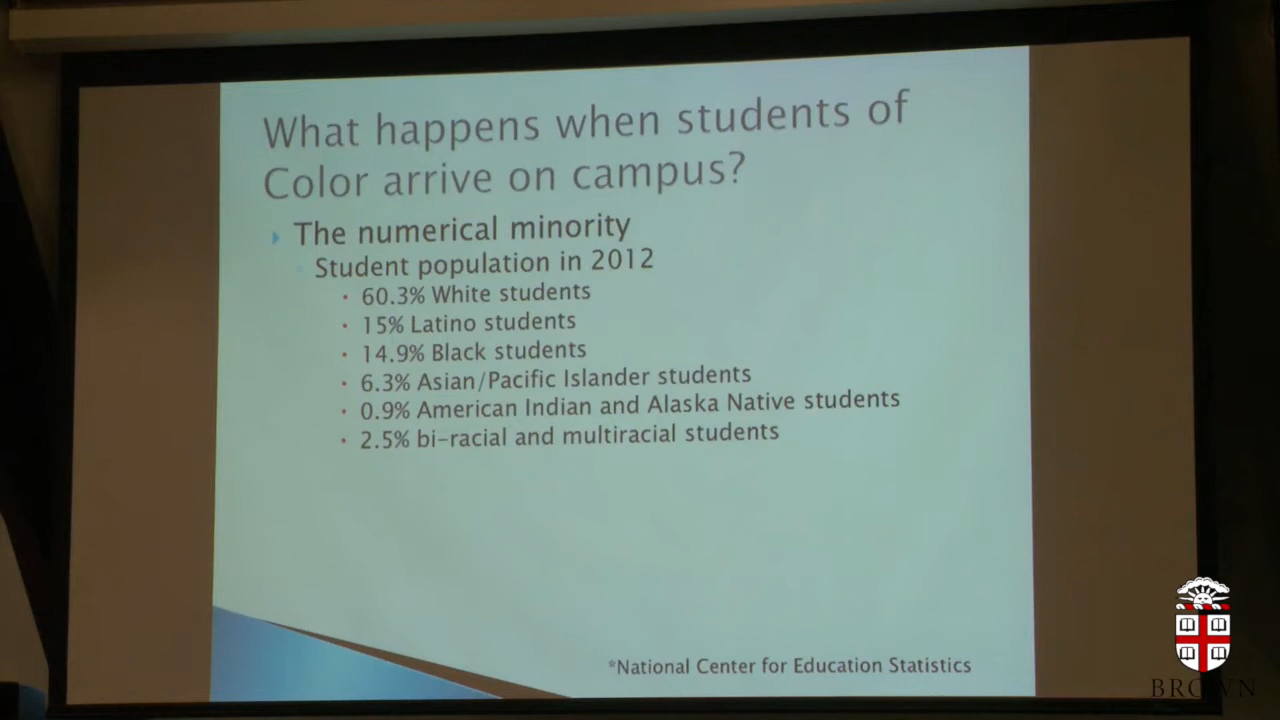 What happens when students of
Color arrive on campus?
The numerical minority
Student population in 2012
• 60.3% White students
• 15% Latino students
• 14.9% Black students
• 6.3% Asian/Pacific Islander students
• 0.9% American Indian and Alaska Native students
• 2.5% bi-racial and multiracial students
*National Center for Education Statistics
BROWN